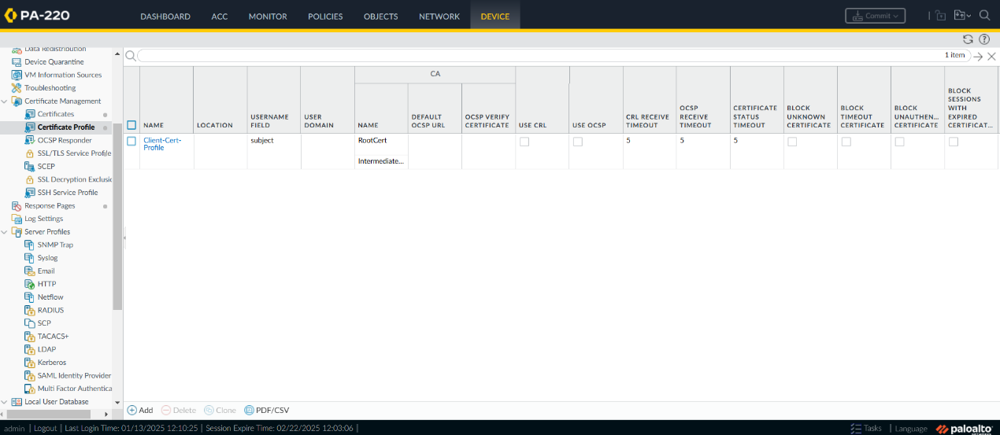 PA-220
DASHBOARD ACC MONITOR POLICIES OBJECTS NETWORK DEVICE
Commit
Data Redistribution
Device Quarantine
VM Information Sources
Troubleshooting
Certificate Management
Certificates
Certificate Profile
OCSP Responder
SSL/TLS Service Profile
SCEP
SSL Decryption Exclusio
SSH Service Profile
Response Pages
Log Settings
Server Profiles
SNMP Trap
Syslog
Email
HTTP
Netflow
RADIUS
SCP
TACACS+
LDAP
Kerberos
SAML Identity Provider
Multi Factor Authentica
Local User Database
1 item
CA
NAME
LOCATION
USERNAME
FIELD
USER
DOMAIN
NAME
DEFAULT
OCSP URL
OCSP VERIFY
CERTIFICATE
USE CRL
USE OCSP
CRL RECEIVE
TIMEOUT
OCSP
RECEIVE
TIMEOUT
CERTIFICATE
STATUS
TIMEOUT
BLOCK
UNKNOWN
CERTIFICATE
BLOCK
TIMEOUT
CERTIFICATE
BLOCK
UNAUTHEN...
CERTIFICATE
BLOCK
SESSIONS
WITH
EXPIRED
CERTIFICAT...
Client-Cert-
Profile
subject
RootCert
Intermediate...
5
5
5
Add Delete Clone PDF/CSV
admin | Logout | Last Login Time: 01/13/2025 12:10:25 | Session Expire Time: 02/22/2025 12:03:06 |
Tasks | Language
paloalto
NETWORKS